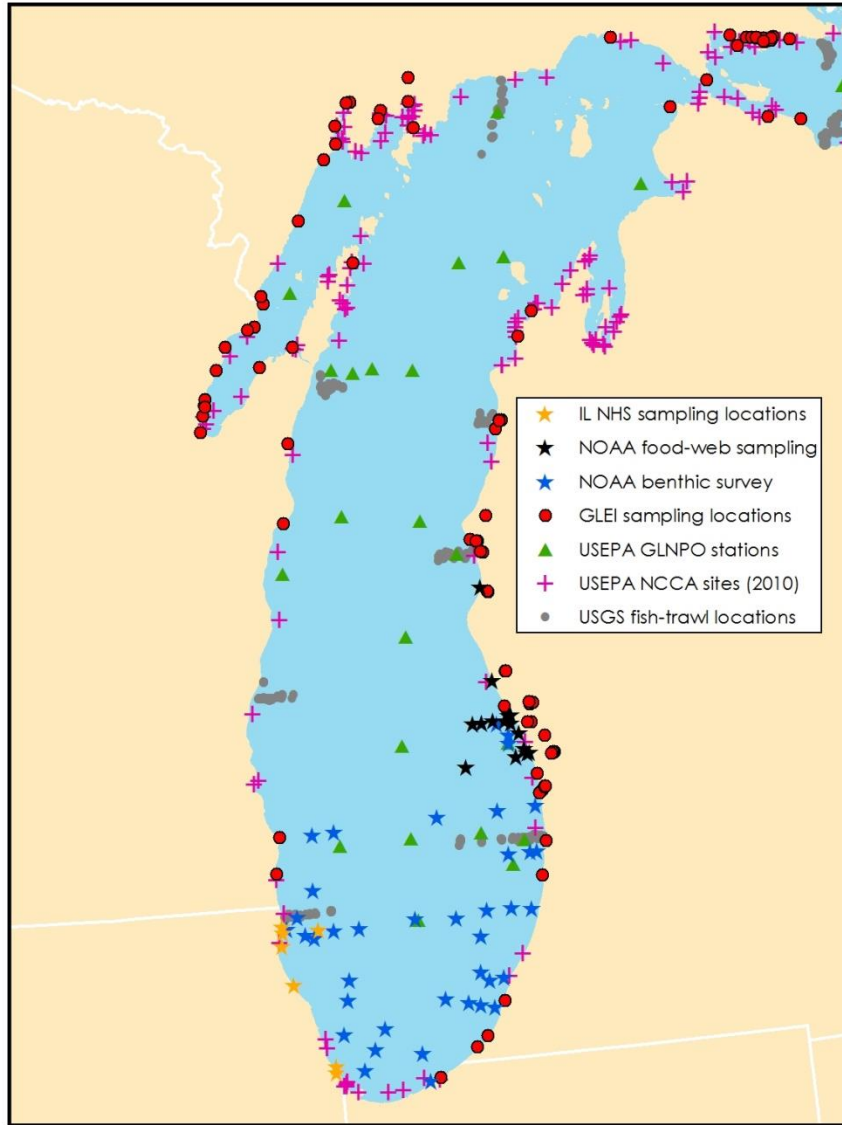 IL NHS sampling locations
NOAA food-web sampling
NOAA benthic survey
GLEI sampling locations
USEPA GLNPO stations
USEPA NCCA sites (2010)
USGS fish-trawl locations